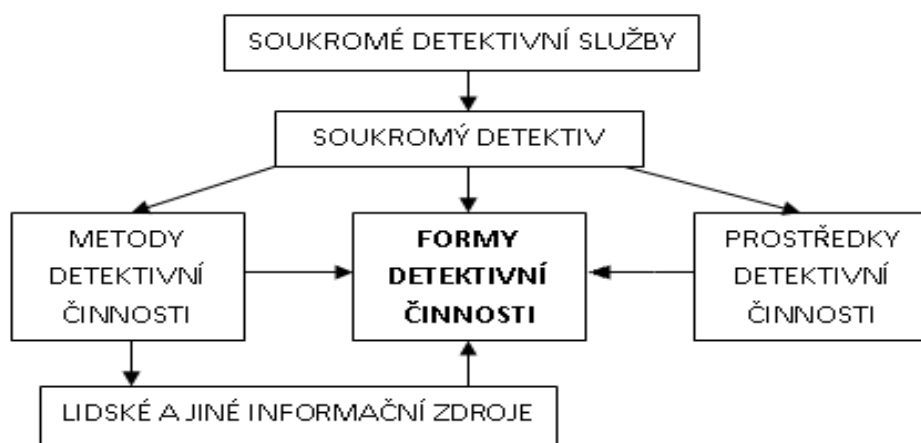 SOUKROMÉ DETEKTIVNÍ SLUŽBY
SOUKROMÝ DETEKTIV
METODY
DETEKTIVNÍ
ČINNOSTI
FORMY
DETEKTIVNÍ
ČINNOSTI
PROSTŘEDKY
DETEKTIVNÍ
ČINNOSTI
LIDSKÉ A JINÉ INFORMAČNÍ ZDROJE